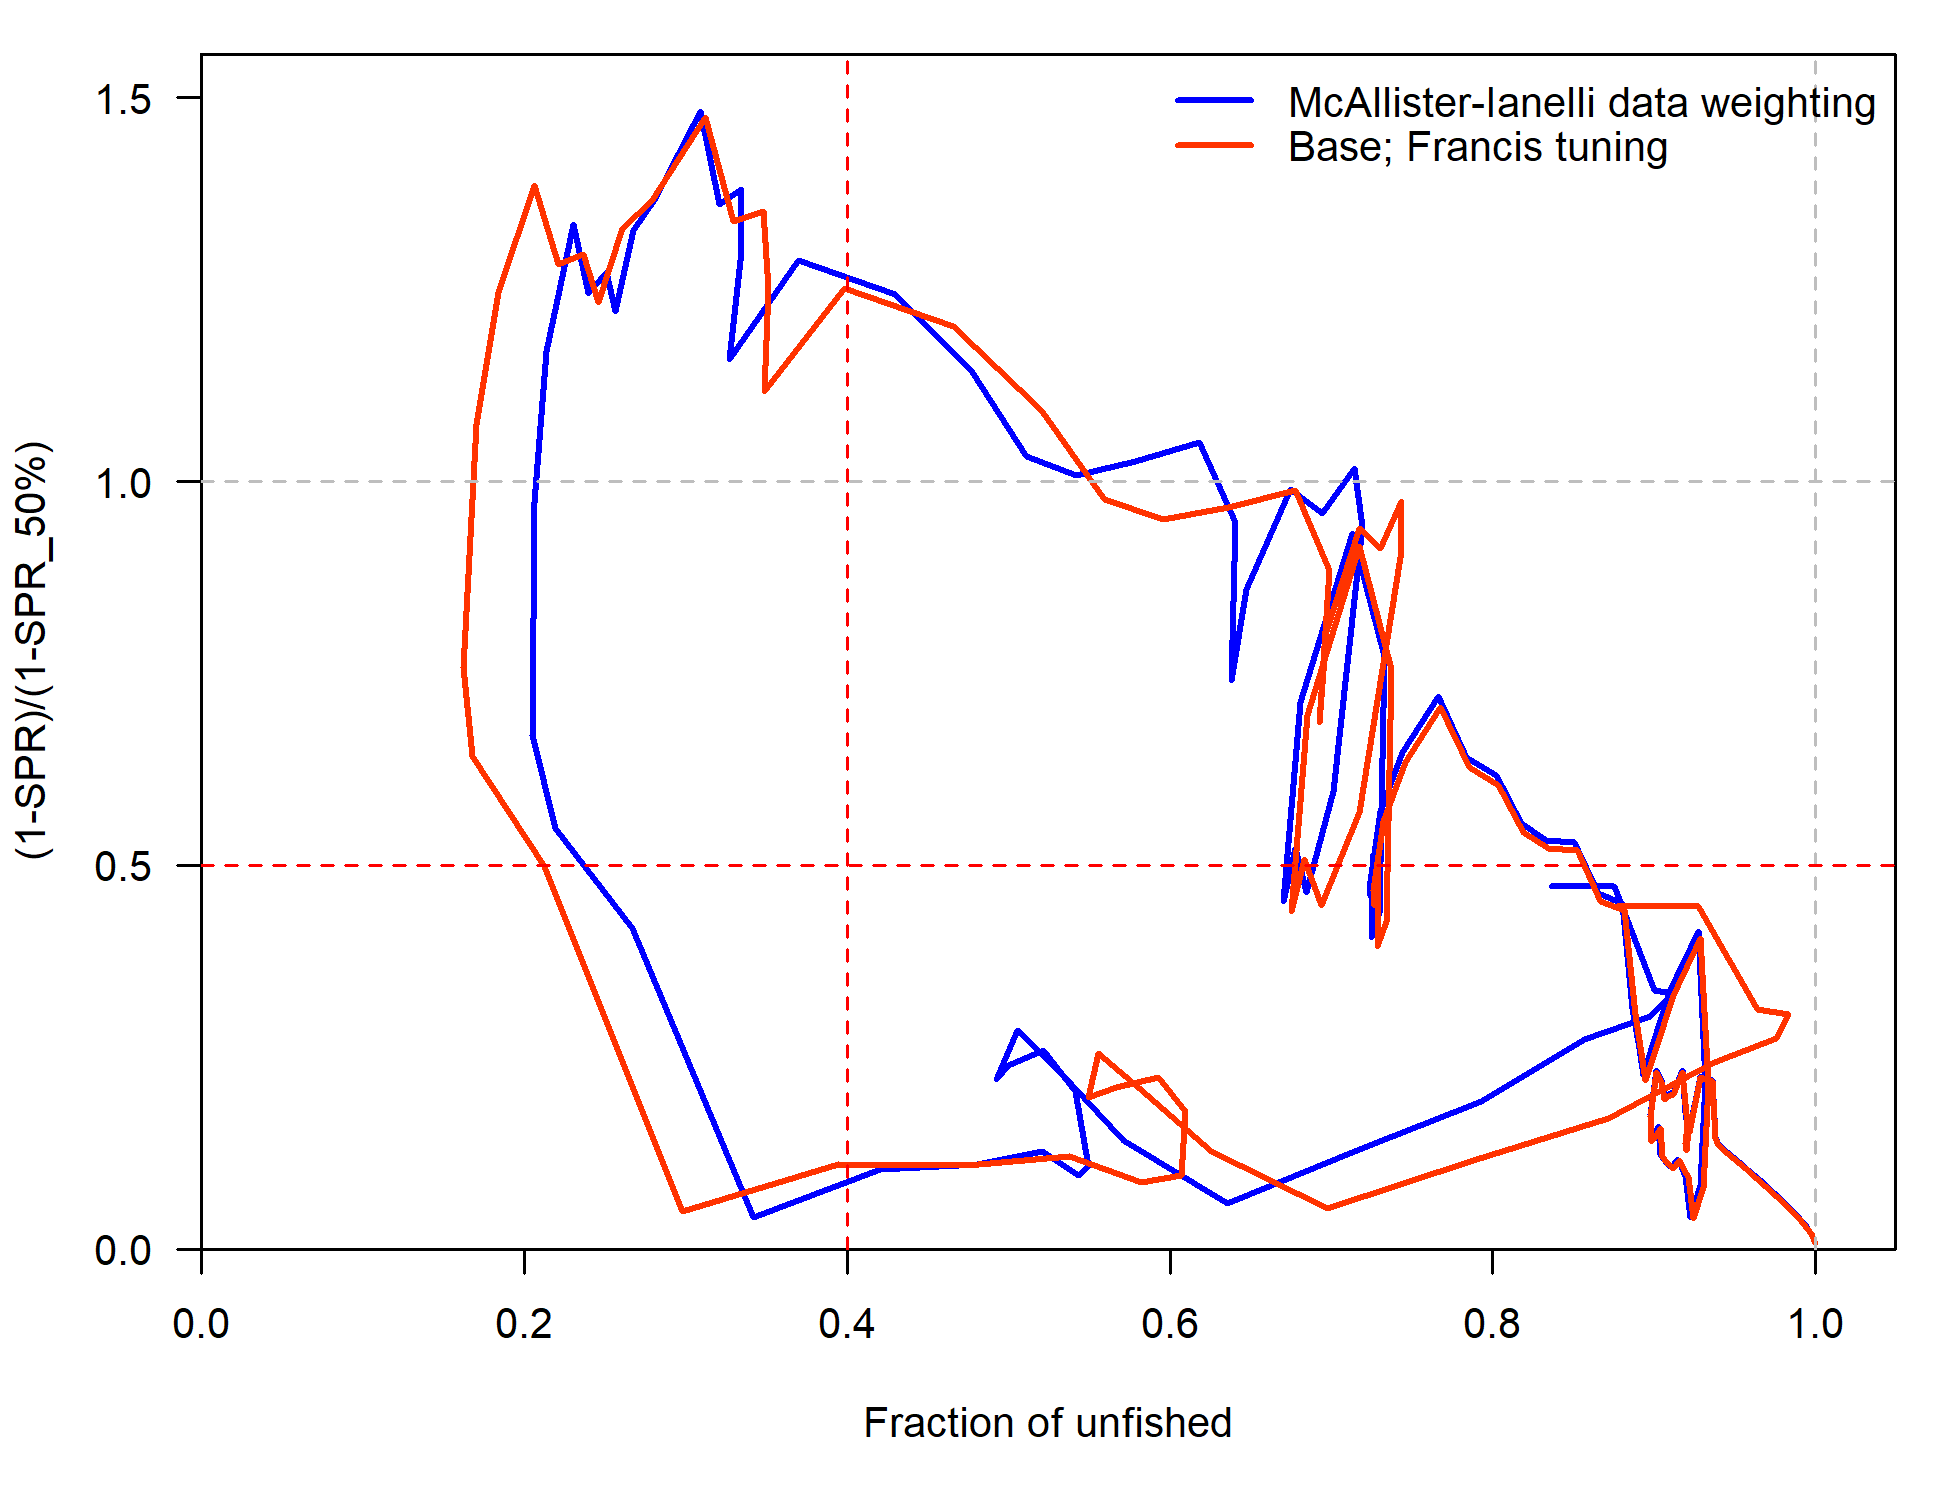 McAllister-Ianelli data weighting
Base; Francis tuning
(1-SPR)/(1-SPR_50%)
1.5
1.0
0.5
0.0
0.0 0.2 0.4 0.6 0.8 1.0
Fraction of unfished